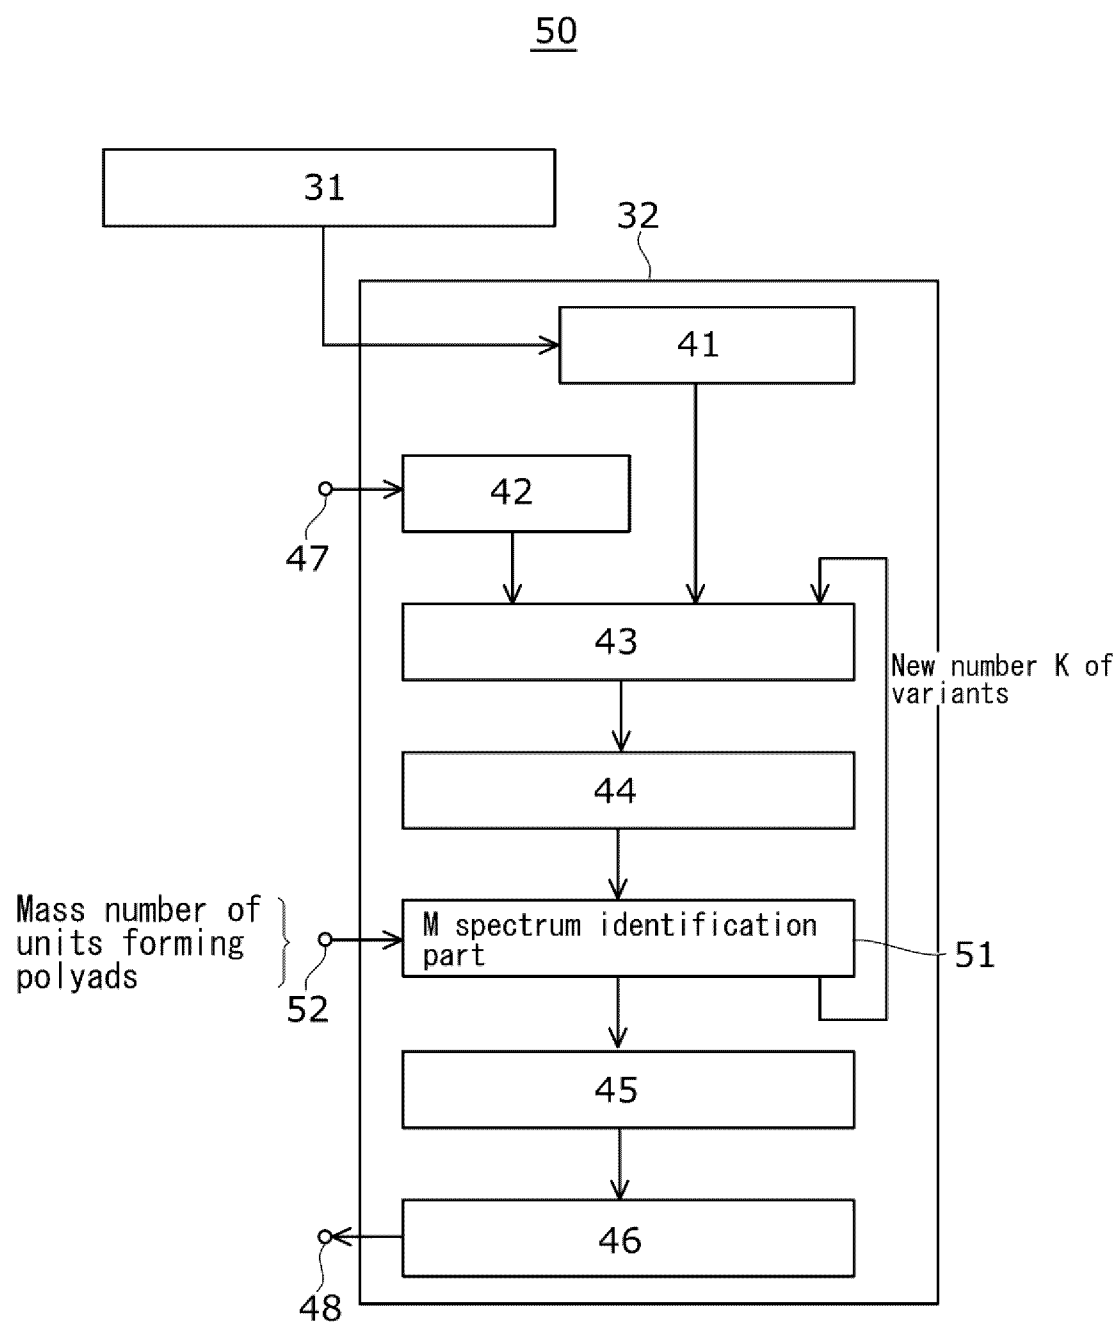 50
31
32
41
42
47
43
New number K of
variants
44
Mass number of
units forming
polyads
M spectrum identification
part
51
52
45
46
48